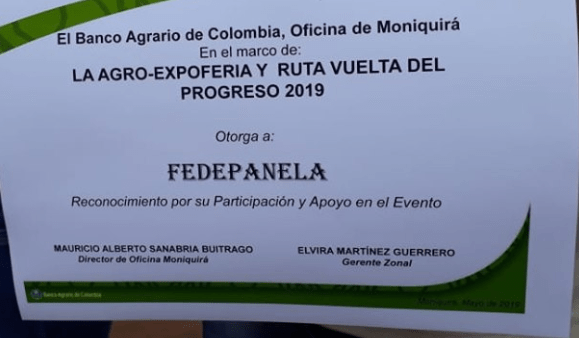 El Banco Agrario de Colombia, Oficina de Moniquirá
En el marco de:
LA AGRO-EXPOFERIA Y RUTA VUELTA DEL
PROGRESO 2019
Otorga a:
FEDEPANELA
Reconocimiento por su Participación y Apoyo en el Evento
MAURICIO ALBERTO SANABRIA BUITRAGO
Director de Oficina Moniquirá
ELVIRA MARTÍNEZ GUERRERO
Gerente Zonal
Banco Agrario de Colombia
Moniquirá, Mayo de 2019